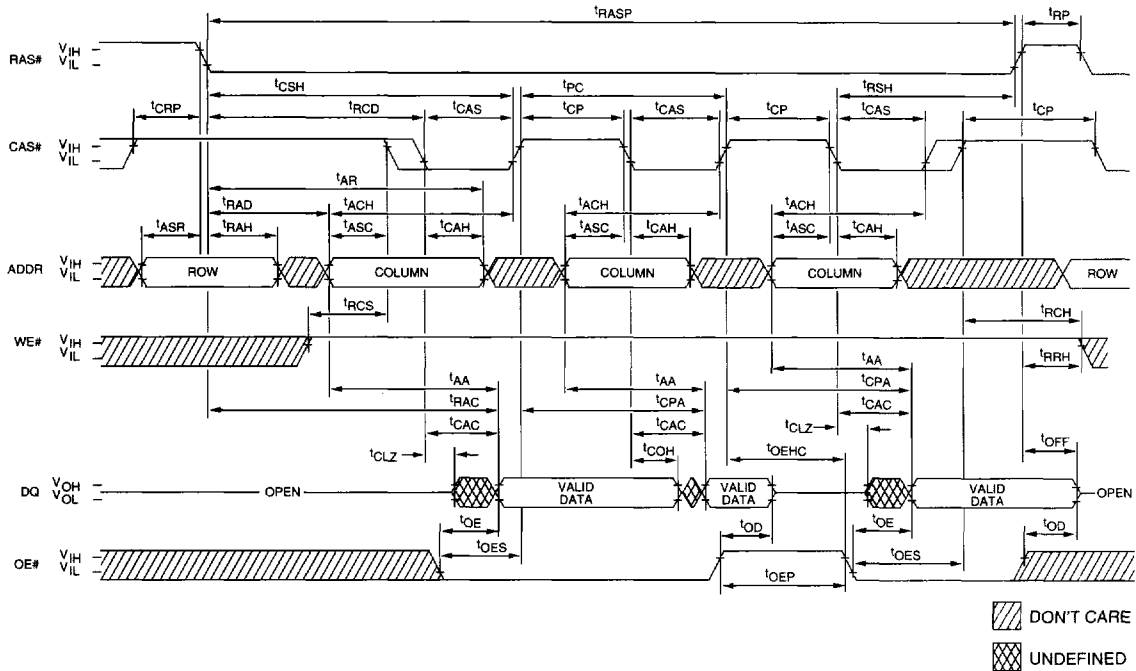 tRASP tRP
RAS# VIH
VIL
tCSH tPC tRSH
tCRP tRCD tCAS tCP tCAS tCP tCAS tCP
CAS# VIH
VIL
tAR
tRAD tACH tACH tACH
tASR tRAH tASC tCAH tASC tCAH tASC tCAH
ADDR VIH
VIL
ROW COLUMN COLUMN COLUMN ROW
tRCS tRCH
WE# VIH
VIL
tRRH
tAA tAA tAA
tRAC tCPA tCPA
tCAC tCAC tCAC
tCLZ tCOH tOEHC tCLZ tOFF
DQ VOH
VOL
OPEN VALID DATA VALID DATA VALID DATA OPEN
tOE tOD tOE tOD
tOES tOES
OE# VIH
VIL
tOEP
DON'T CARE
UNDEFINED